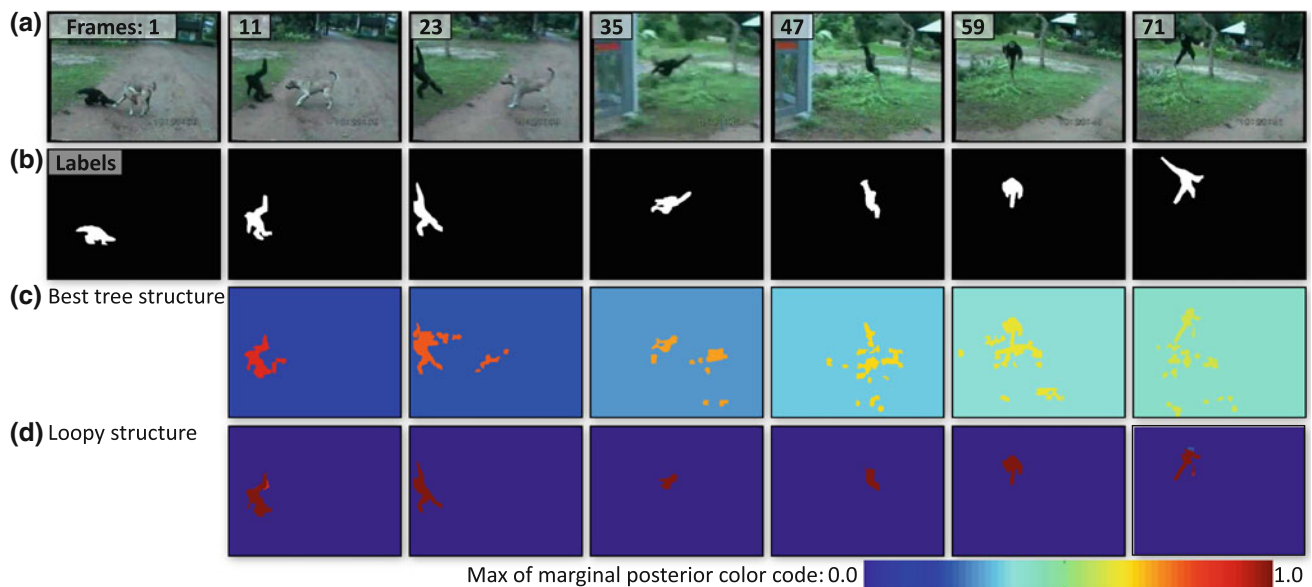 (a) Frames: 1 11 23 35 47 59 71
(b) Labels
(c) Best tree structure
(d) Loopy structure
Max of marginal posterior color code: 0.0 1.0